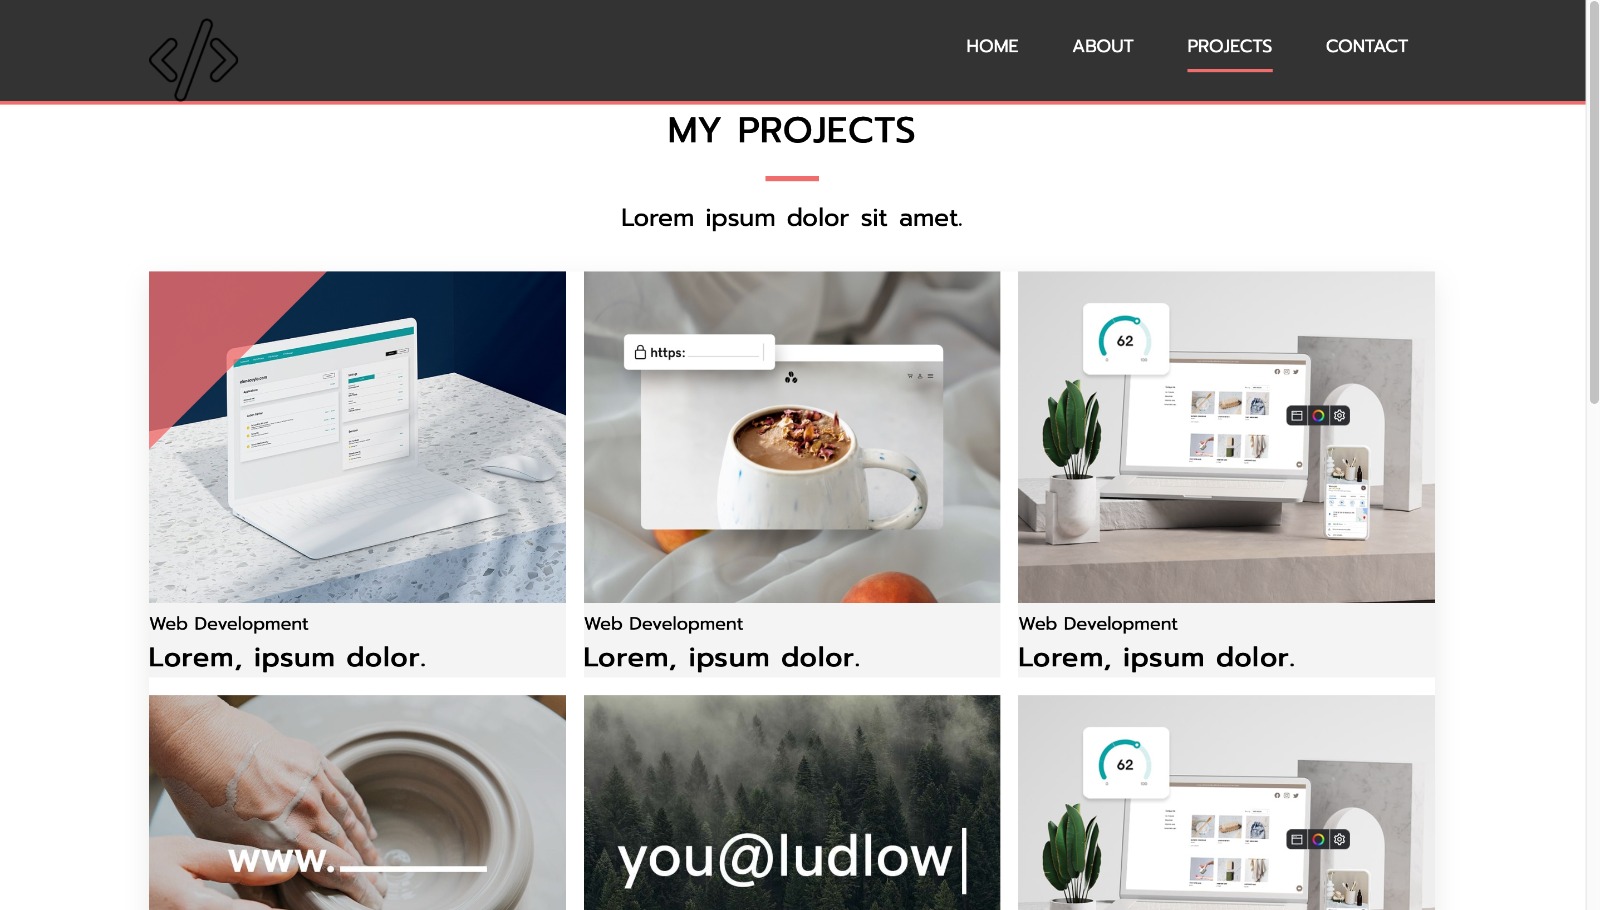 HOME ABOUT PROJECTS CONTACT
MY PROJECTS
Lorem ipsum dolor sit amet.
https:
62
Web Development
Lorem, ipsum dolor.
Web Development
Lorem, ipsum dolor.
Web Development
Lorem, ipsum dolor.
www.
you@ludlow
62